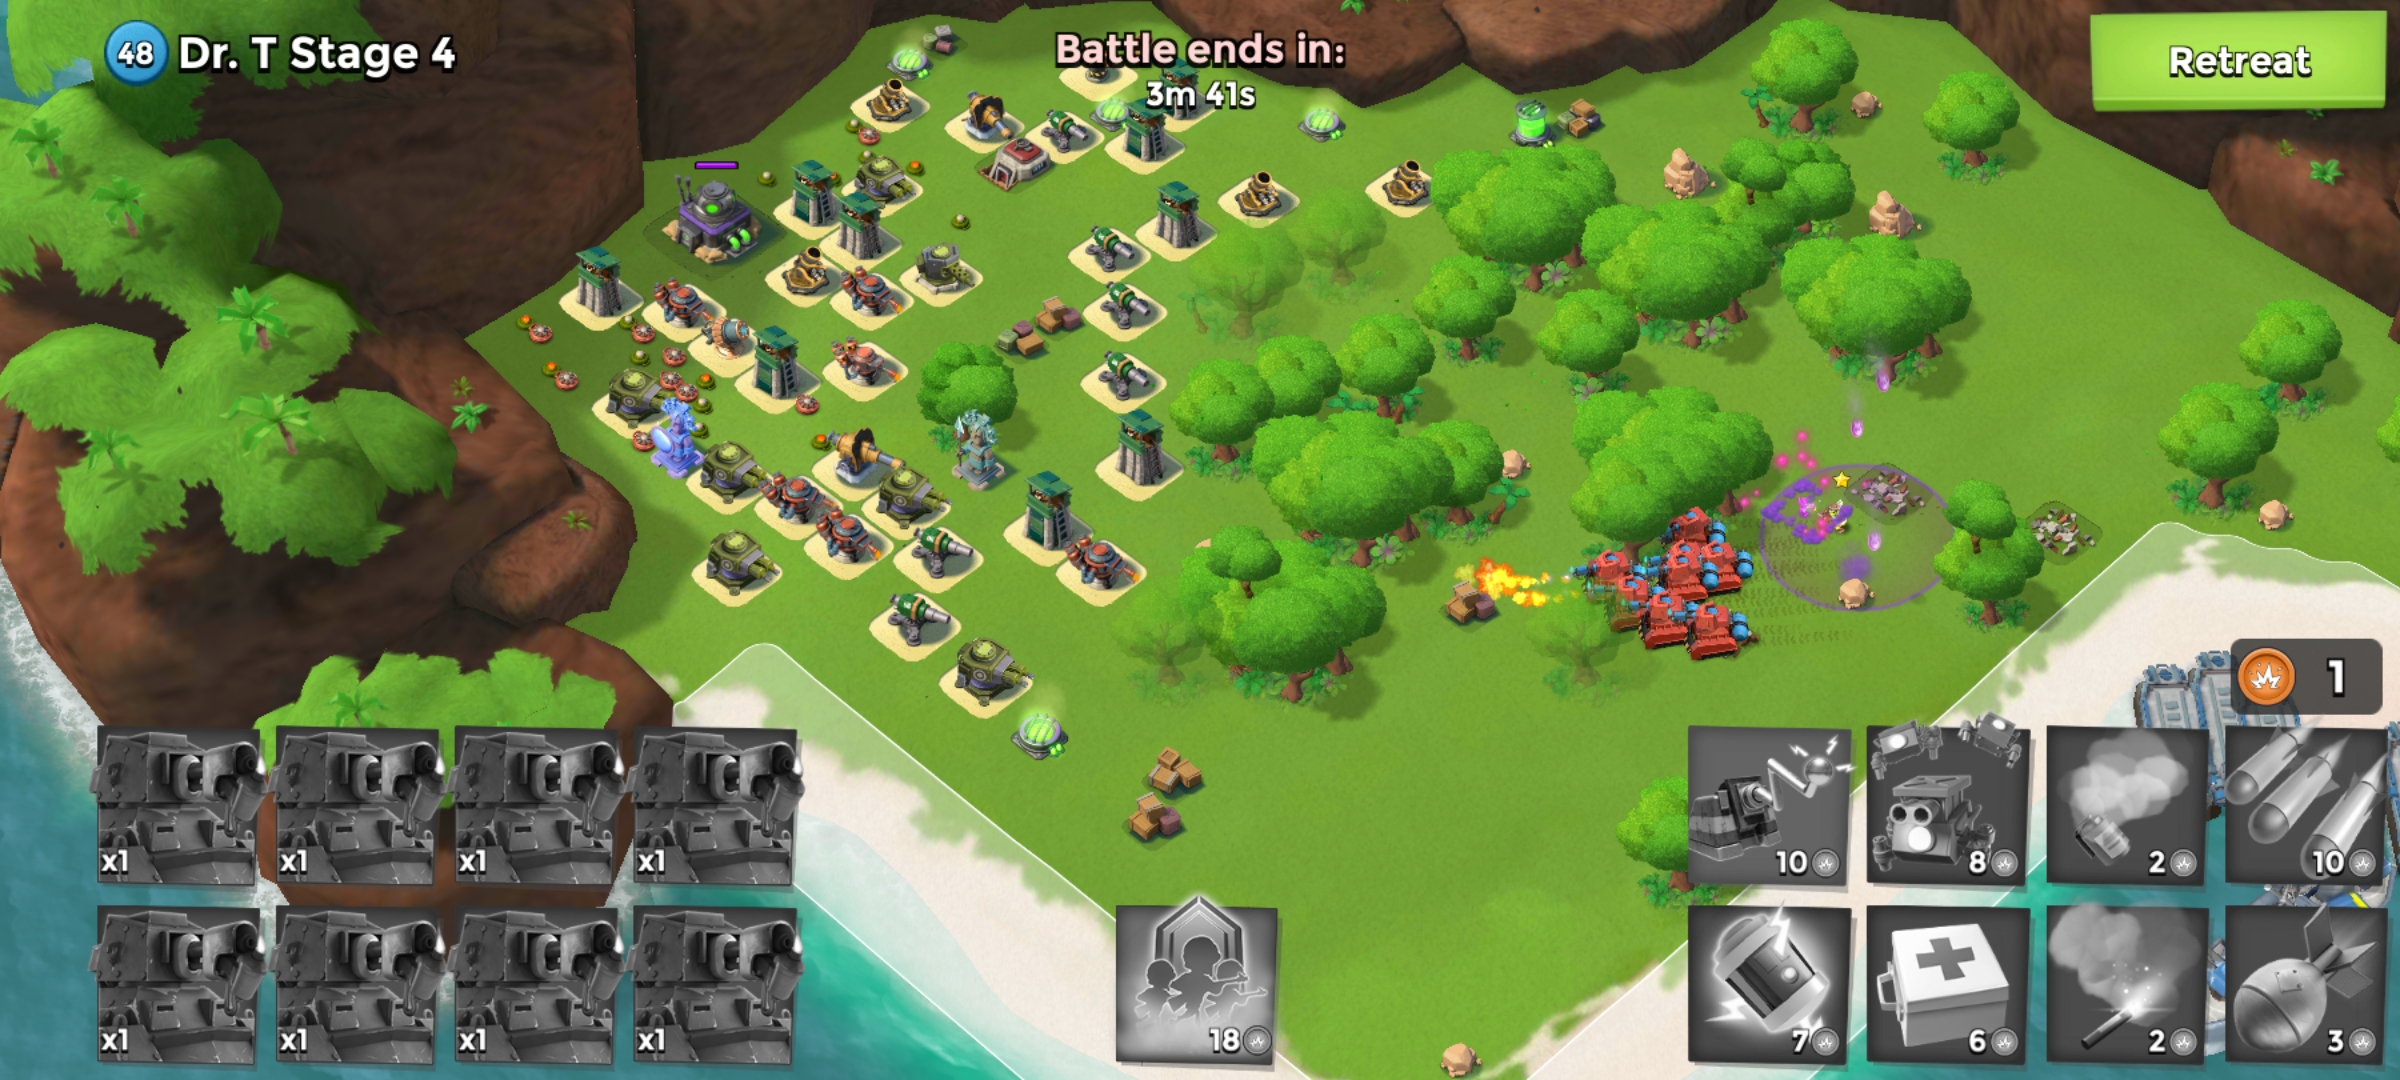 48 Dr. T Stage 4
Battle ends in:
3m 41s
Retreat
1
x1 x1 x1 x1
10 8 2 10
x1 x1 x1 x1
18
7 6 2 3